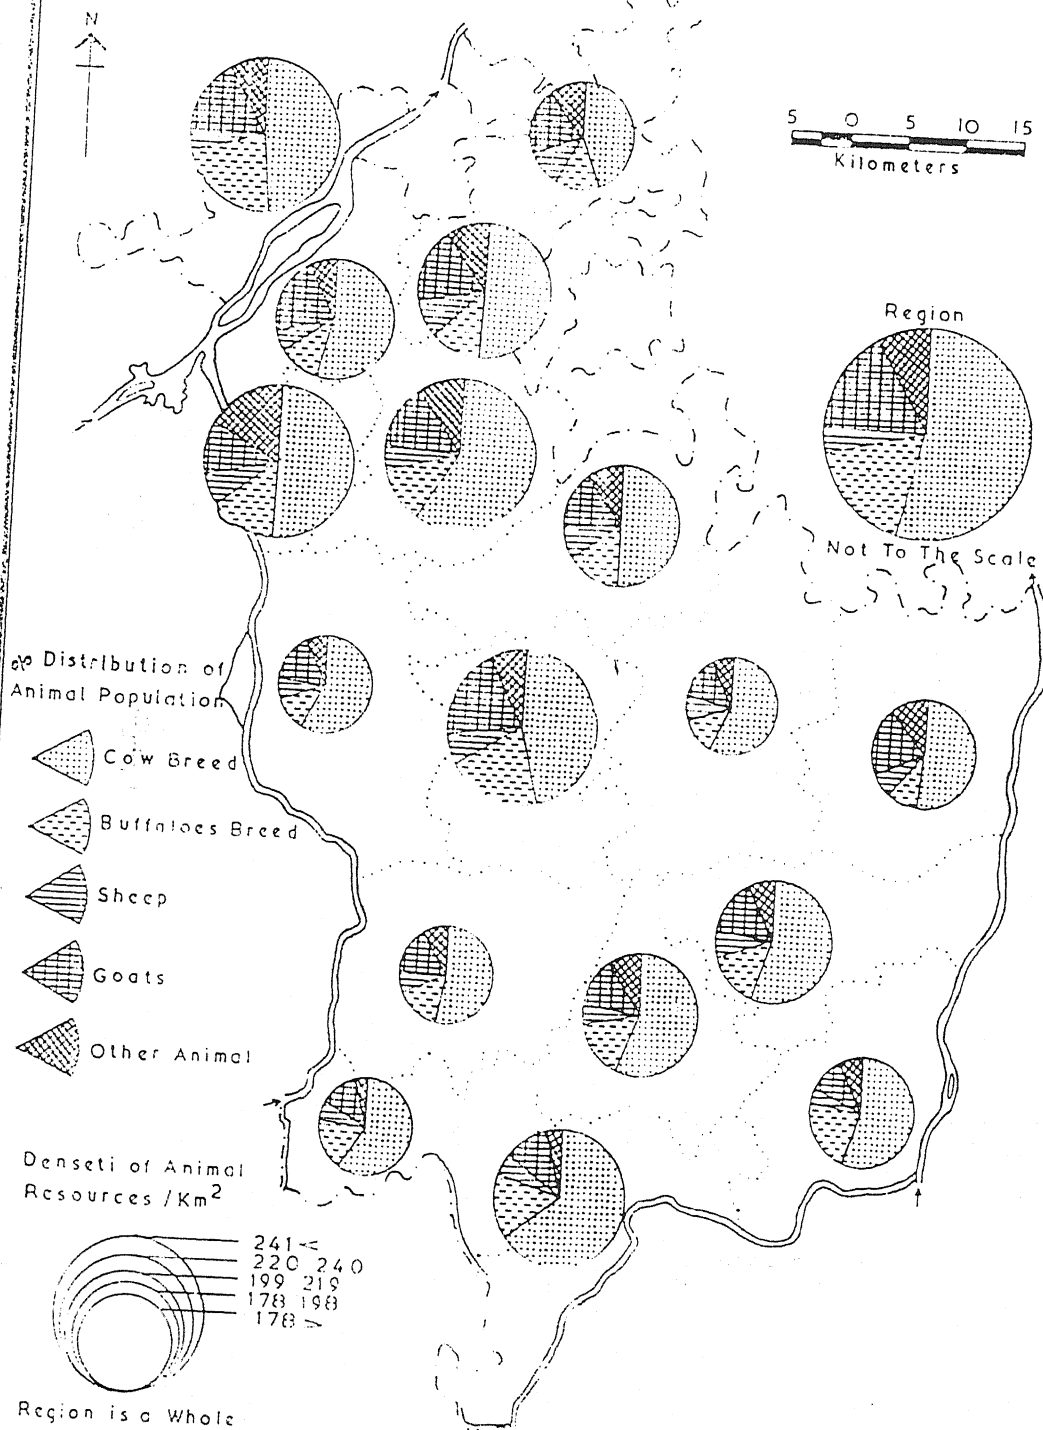 N
5 0 5 10 15
Kilometers
Region
Not To The Scale
Distribution of
Animal Population
Cow Breed
Buffaloes Breed
Sheep
Goats
Other Animal
Denseti of Animal
Resources /Km²
241 <
220 240
199 219
178 198
178 >
Region is a Whole